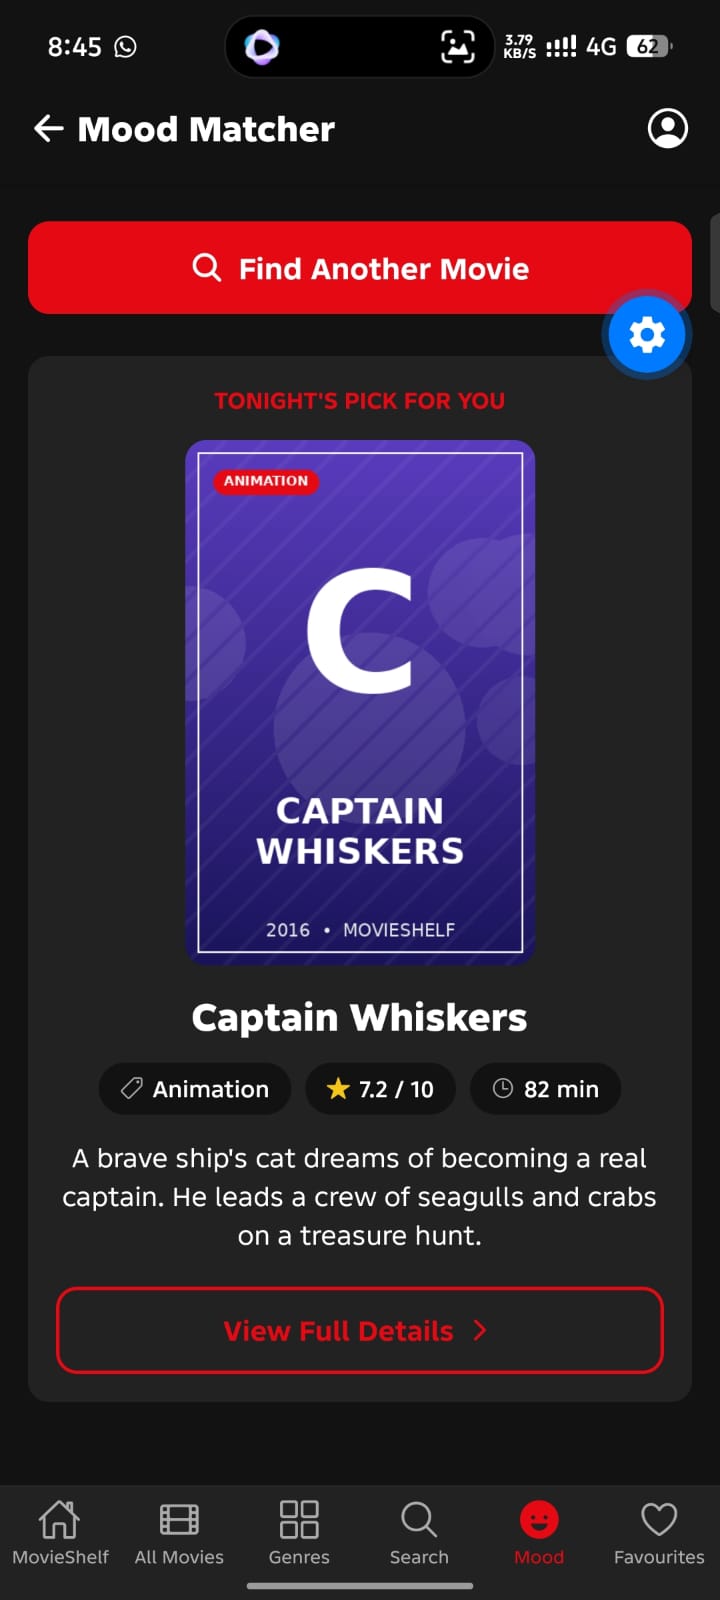 8:45
3.79
KB/S
4G
62
Mood Matcher
Find Another Movie
TONIGHT'S PICK FOR YOU
ANIMATION
C
CAPTAIN
WHISKERS
2016 • MOVIESHELF
Captain Whiskers
Animation
7.2 / 10
82 min
A brave ship's cat dreams of becoming a real
captain. He leads a crew of seagulls and crabs
on a treasure hunt.
View Full Details
MovieShelf
All Movies
Genres
Search
Mood
Favourites